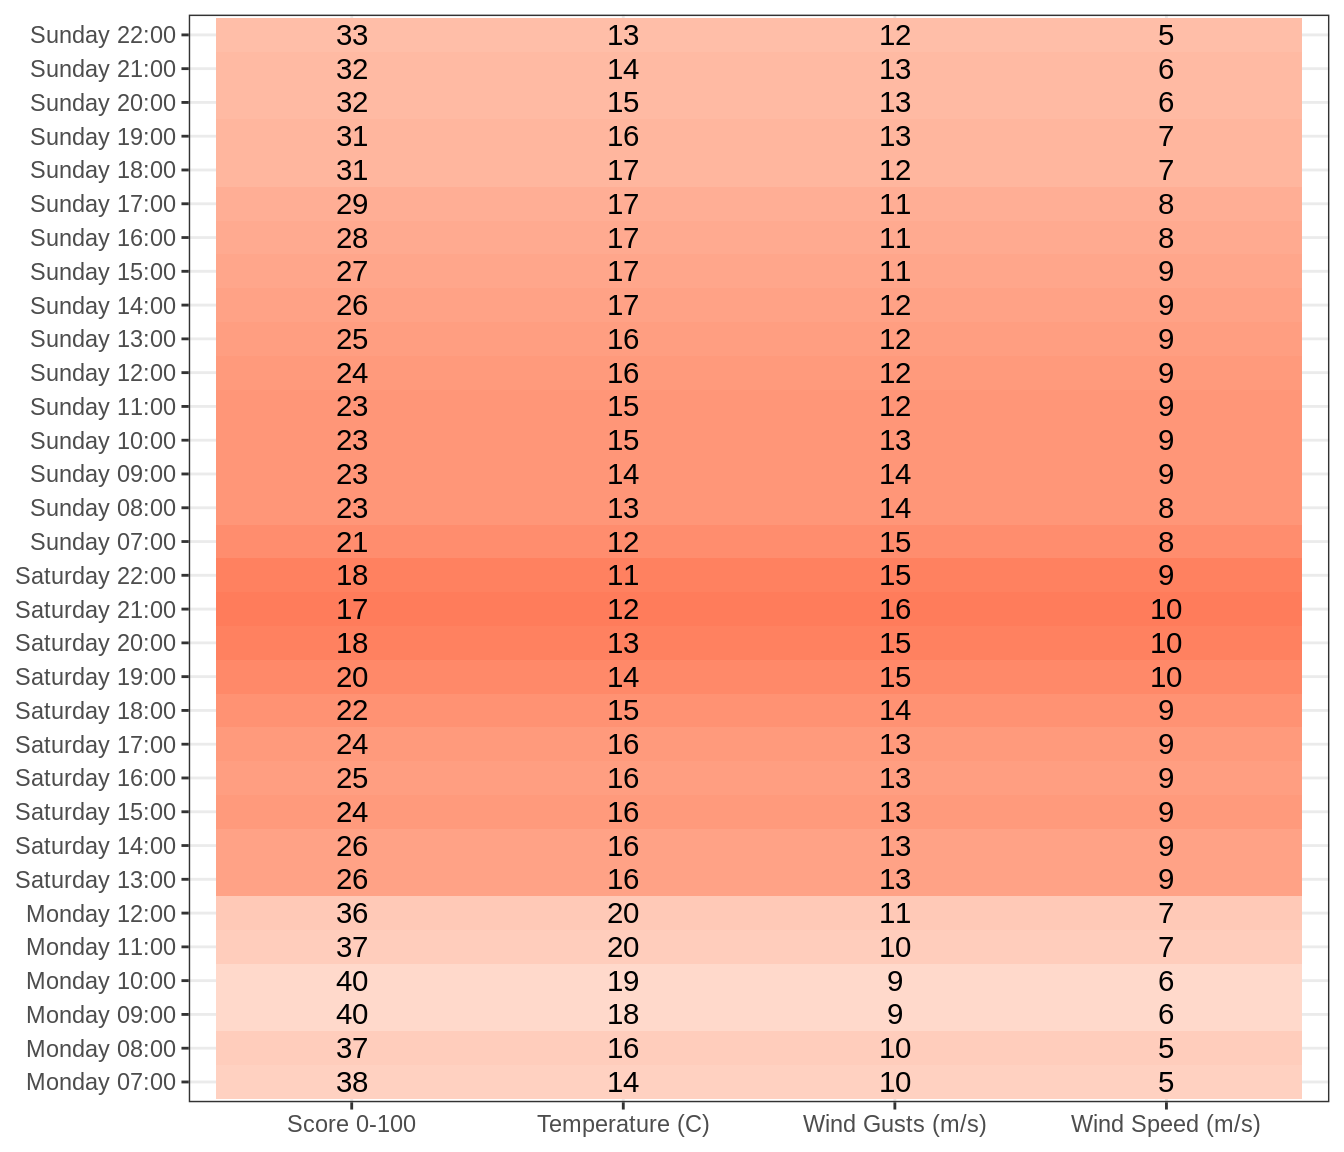 Sunday 22:00 33 13 12 5
Sunday 21:00 32 14 13 6
Sunday 20:00 32 15 13 6
Sunday 19:00 31 16 13 7
Sunday 18:00 31 17 12 7
Sunday 17:00 29 17 11 8
Sunday 16:00 28 17 11 8
Sunday 15:00 27 17 11 9
Sunday 14:00 26 17 12 9
Sunday 13:00 25 16 12 9
Sunday 12:00 24 16 12 9
Sunday 11:00 23 15 12 9
Sunday 10:00 23 15 13 9
Sunday 09:00 23 14 14 9
Sunday 08:00 23 13 14 8
Sunday 07:00 21 12 15 8
Saturday 22:00 18 11 15 9
Saturday 21:00 17 12 16 10
Saturday 20:00 18 13 15 10
Saturday 19:00 20 14 15 10
Saturday 18:00 22 15 14 9
Saturday 17:00 24 16 13 9
Saturday 16:00 25 16 13 9
Saturday 15:00 24 16 13 9
Saturday 14:00 26 16 13 9
Saturday 13:00 26 16 13 9
Monday 12:00 36 20 11 7
Monday 11:00 37 20 10 7
Monday 10:00 40 19 9 6
Monday 09:00 40 18 9 6
Monday 08:00 37 16 10 5
Monday 07:00 38 14 10 5
Score 0-100 Temperature (C) Wind Gusts (m/s) Wind Speed (m/s)